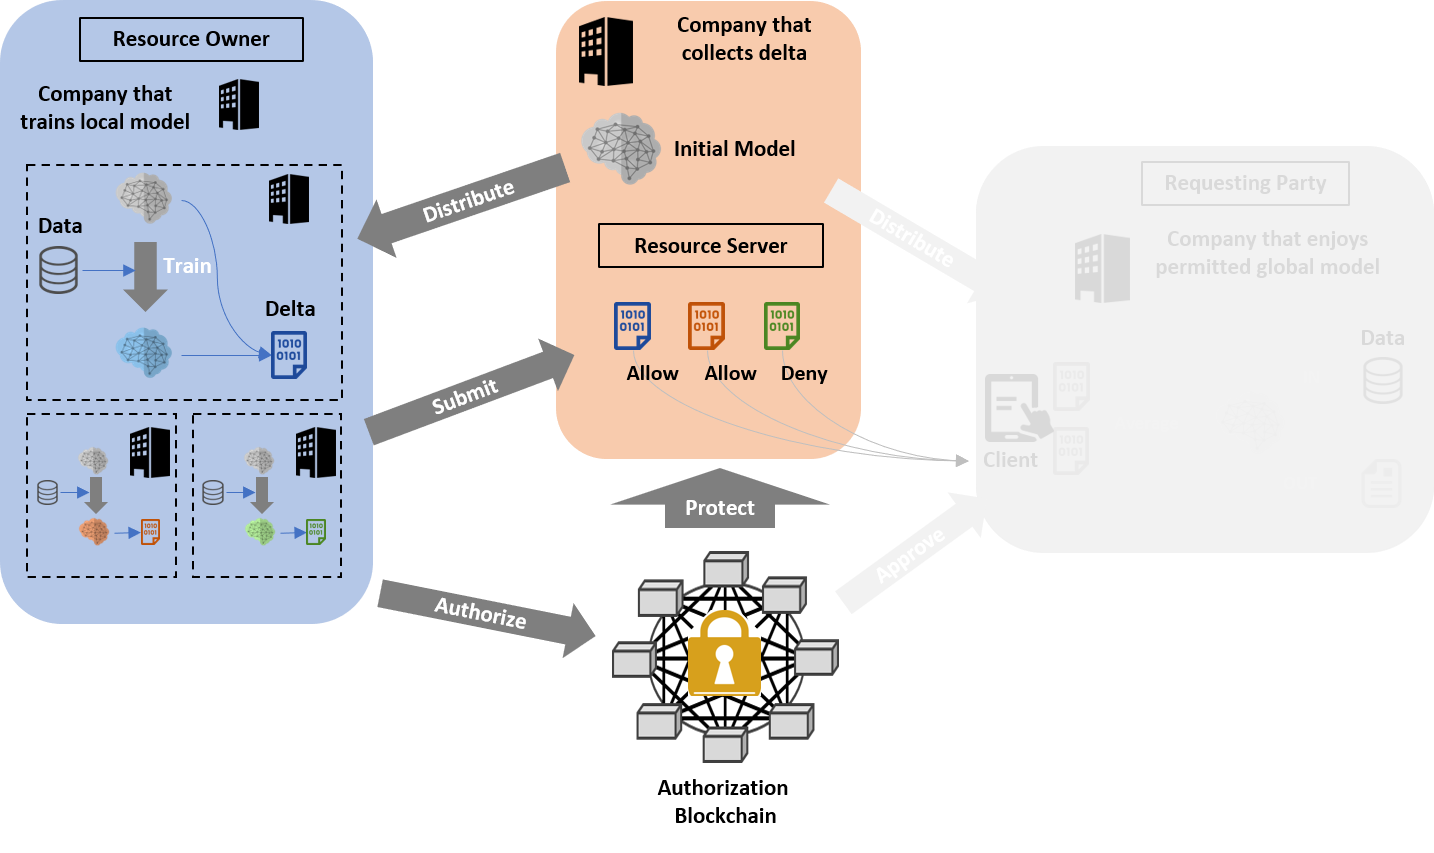 Resource Owner
Company that
trains local model
Data
Train
Delta
1010
0101
1010
0101
1010
0101
Distribute
Submit
Authorize
Company that
collects delta
Initial Model
Resource Server
1010
0101
1010
0101
1010
0101
Allow
Allow
Deny
Protect
Authorization
Blockchain
Distribute
Approve
Requesting Party
Company that enjoys
permitted global model
Data
1010
0101
1010
0101
Client